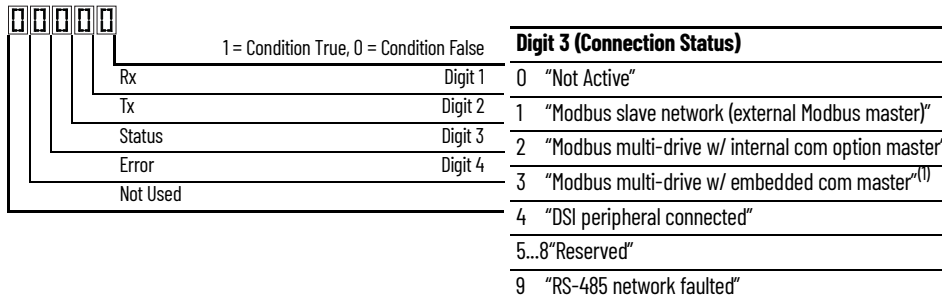 00000
1 = Condition True, 0 = Condition False
Rx Digit 1
Tx Digit 2
Status Digit 3
Error Digit 4
Not Used
Digit 3 (Connection Status)
0 "Not Active"
1 "Modbus slave network (external Modbus master)"
2 "Modbus multi-drive w/ internal com option master"
3 "Modbus multi-drive w/ embedded com master"(1)
4 "DSI peripheral connected"
5...8"Reserved"
9 "RS-485 network faulted"